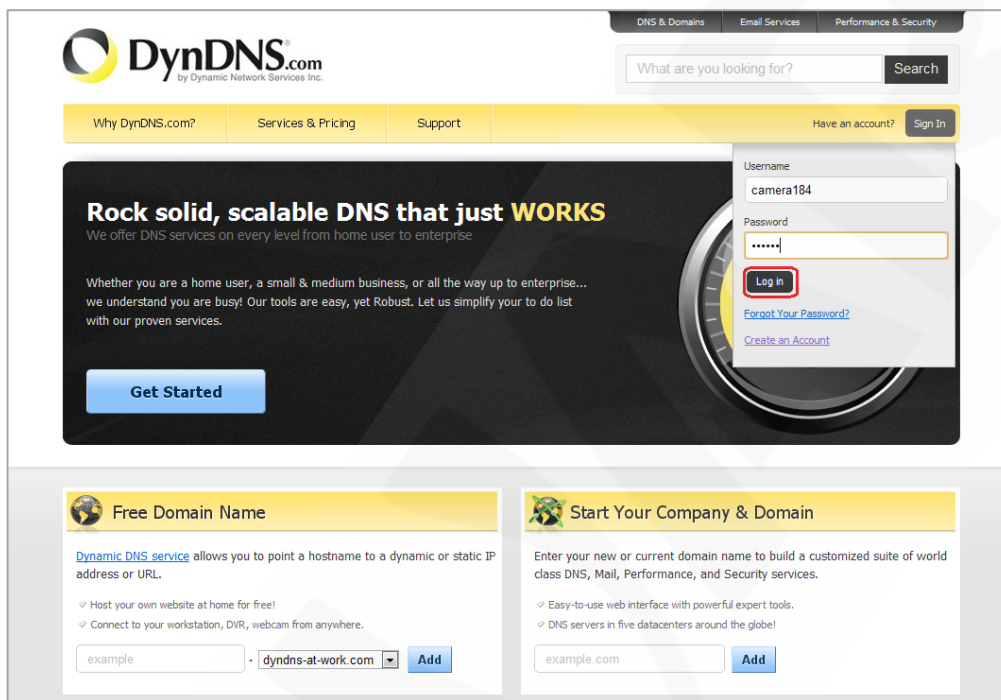 DNS & Domains
Email Services
Performance & Security
DynDNS.com
by Dynamic Network Services Inc.
What are you looking for?
Search
Why DynDNS.com?
Services & Pricing
Support
Have an account?
Sign In
Username
camera184
Password
••••••
Log in
Forgot Your Password?
Create an Account
Rock solid, scalable DNS that just WORKS
We offer DNS services on every level from home user to enterprise
Whether you are a home user, a small & medium business, or all the way up to enterprise...
we understand you are busy! Our tools are easy, yet Robust. Let us simplify your to do list
with our proven services.
Get Started
Free Domain Name
Dynamic DNS service allows you to point a hostname to a dynamic or static IP
address or URL.
Host your own website at home for free!
Connect to your workstation, DVR, webcam from anywhere.
example
. dyndns-at-work.com
Add
Start Your Company & Domain
Enter your new or current domain name to build a customized suite of world
class DNS, Mail, Performance, and Security services.
Easy-to-use web interface with powerful expert tools.
DNS servers in five datacenters around the globe!
example.com
Add